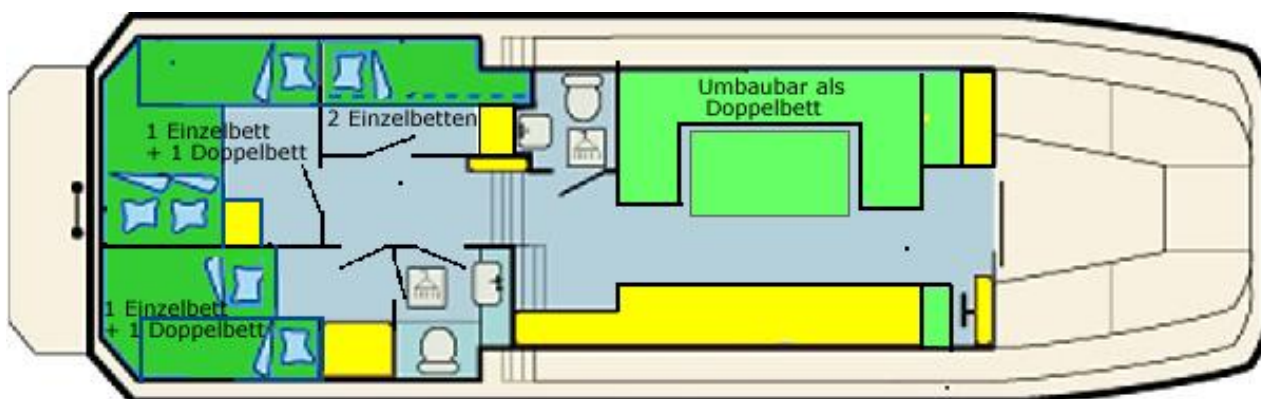 Umbaubar als
Doppelbett
2 Einzelbetten
1 Einzelbett
+ 1 Doppelbett
1 Einzelbett
+ 1 Doppelbett